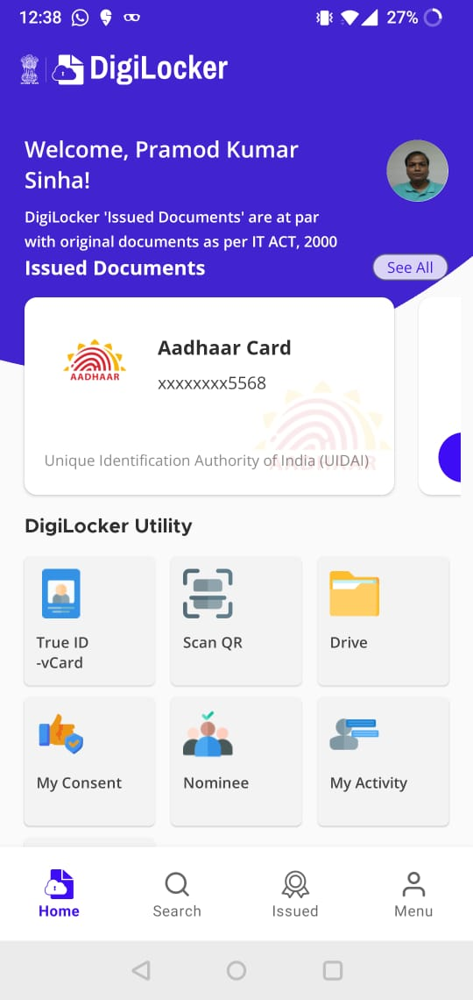 12:38
27%
DigiLocker
Welcome, Pramod Kumar
Sinha!
DigiLocker 'Issued Documents' are at par
with original documents as per IT ACT, 2000
Issued Documents
See All
AADHAAR
Aadhaar Card
xxxxxxxx5568
AADHAAR
Unique Identification Authority of India (UIDAI)
DigiLocker Utility
True ID
-vCard
Scan QR
Drive
My Consent
Nominee
My Activity
Home
Search
Issued
Menu